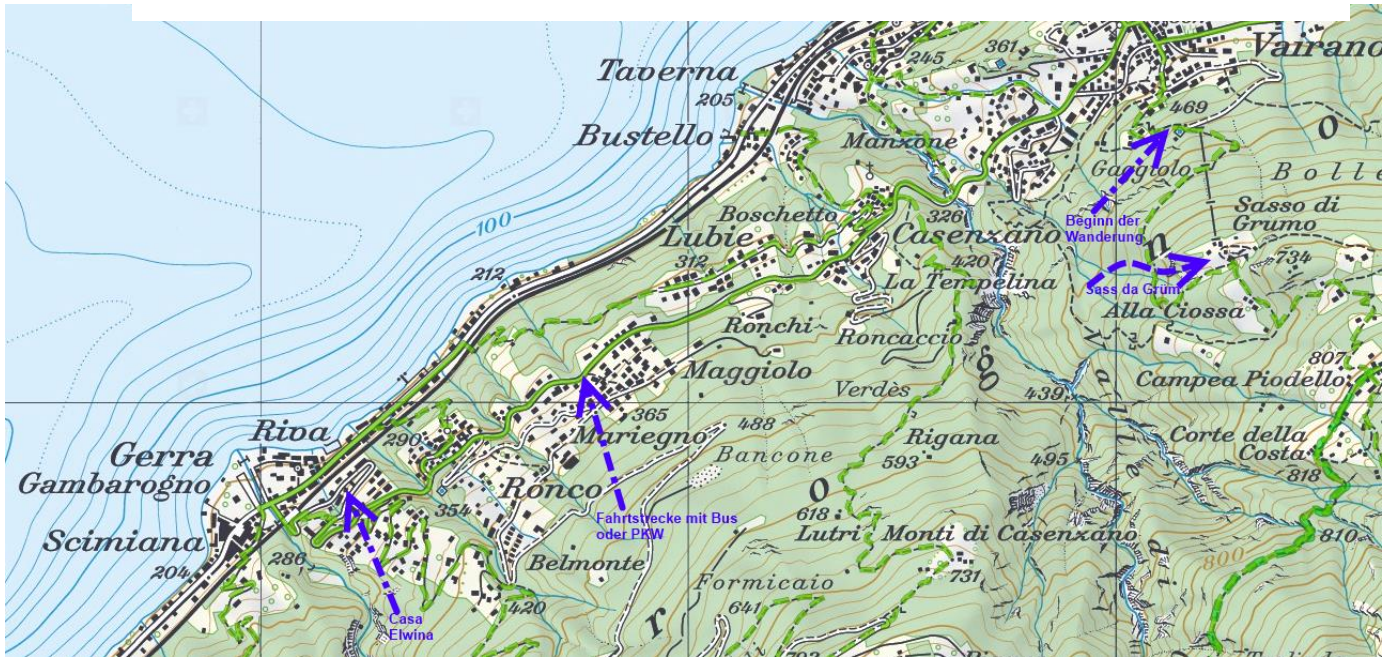 Vairano
Taverna
245
361
205
469
Bustello
Manzone
Gaggiolo
Bolle
100
Boschetto
Sasso di
Grumo
Beginn der
Wanderung
326
Lubie
Casenzano
312
420
734
212
La Tempelina
Sass da Grüm
Alla Ciossa
Ronchi
Roncaccio
807
Maggiolo
Verdès
Campea Piodello
439
365
290
Riva
Mariegno
488
Rigana
Corte della
Costa
Gerra
Gambarogno
Bancone
593
495
818
Ronco
354
Valle di
Fahrtstrecke mit Bus
oder PKW
618
Scimiana
Lutri
Monti di Casenzano
810
286
Belmonte
800
204
Formicaio
731
420
641
Casa
Elwina